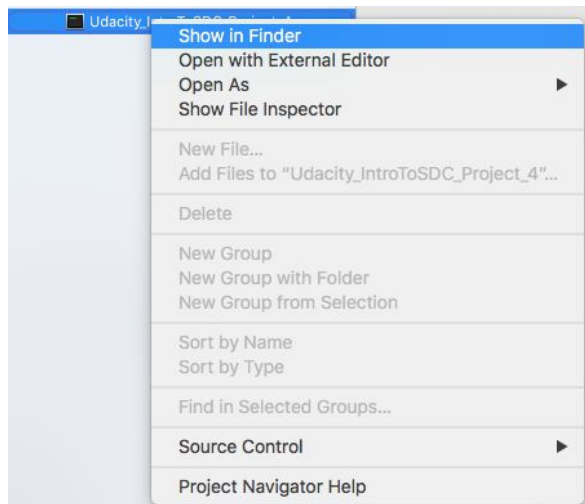 Udacity_
Show in Finder
Open with External Editor
Open As
Show File Inspector
New File...
Add Files to “Udacity_IntroToSDC_Project_4”...
Delete
New Group
New Group with Folder
New Group from Selection
Sort by Name
Sort by Type
Find in Selected Groups...
Source Control
Project Navigator Help